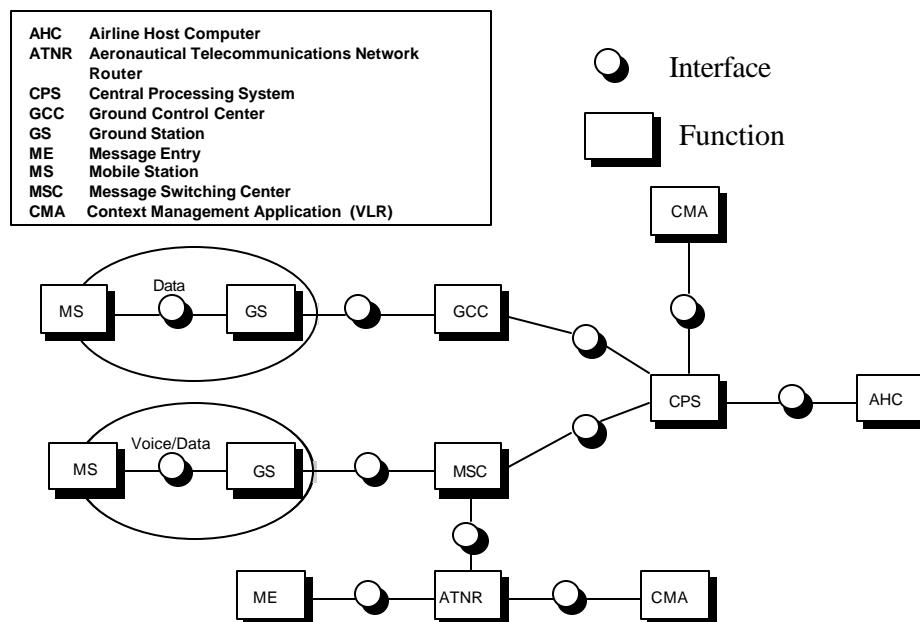 AHC Airline Host Computer
ATNR Aeronautical Telecommunications Network
Router
CPS Central Processing System
GCC Ground Control Center
GS Ground Station
ME Message Entry
MS Mobile Station
MSC Message Switching Center
CMA Context Management Application (VLR)
Interface
Function
CMA
Data
MS
GS
GCC
CPS
AHC
Voice/Data
MS
GS
MSC
ME
ATNR
CMA